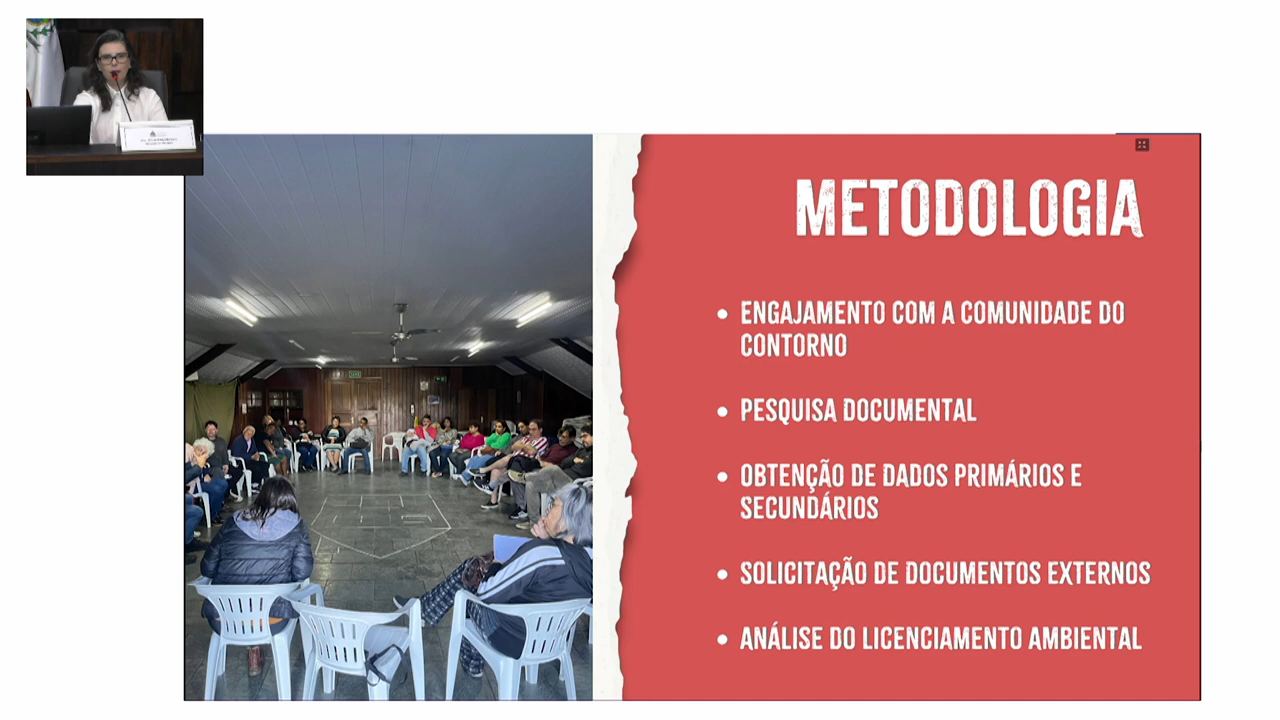 METODOLOGIA
• ENGAJAMENTO COM A COMUNIDADE DO
CONTORNO
• PESQUISA DOCUMENTAL
• OBTENÇÃO DE DADOS PRIMÁRIOS E
SECUNDÁRIOS
• SOLICITAÇÃO DE DOCUMENTOS EXTERNOS
• ANÁLISE DO LICENCIAMENTO AMBIENTAL